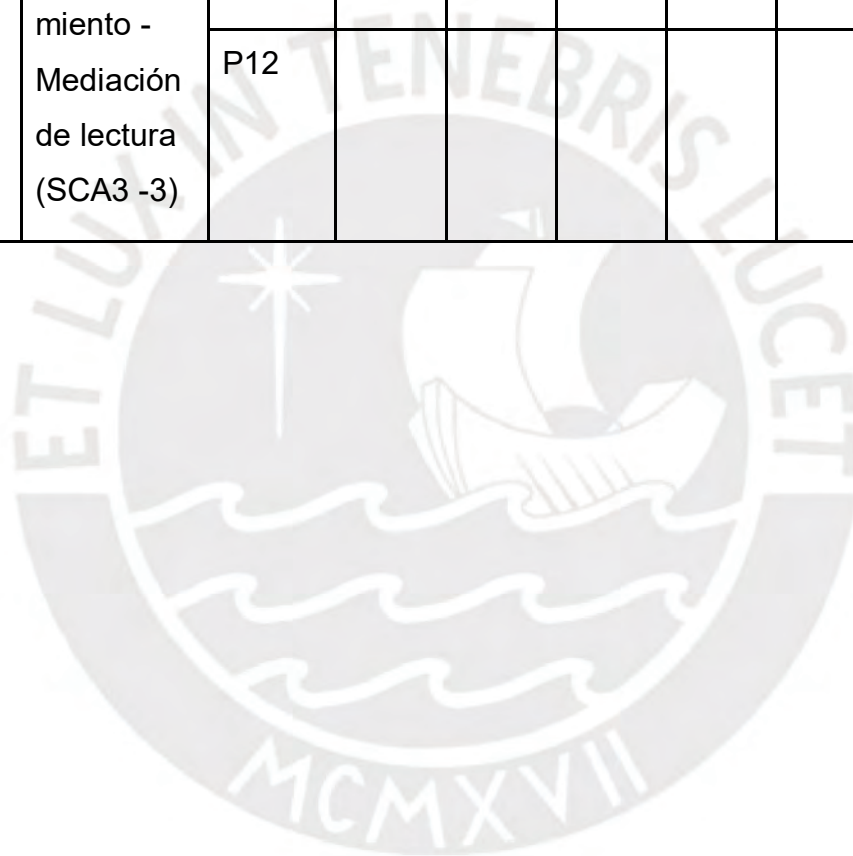 miento -
Mediación
de lectura
(SCA3 -3)
P12
ET LUX IN TENEBRIS LUCET
MCMXVII